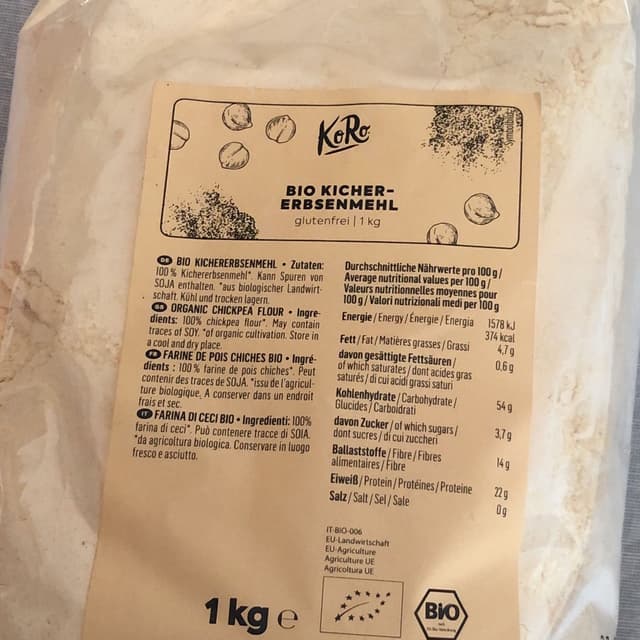 KoRo
BIO KICHER-
ERBSENMEHL
glutenfrei | 1 kg
DE BIO KICHERERBSENMEHL • Zutaten:
100 % Kichererbsenmehl*. Kann Spuren von
SOJA enthalten. *aus biologischer Landwirt-
schaft. Kühl und trocken lagern.
GB ORGANIC CHICKPEA FLOUR • Ingre-
dients: 100% chickpea flour*. May contain
traces of SOY. *of organic cultivation. Store in
a cool and dry place.
FR FARINE DE POIS CHICHES BIO • Ingré-
dients : 100 % farine de pois chiches*. Peut
contenir des traces de SOJA. *issu de l'agricul-
ture biologique. A conserver dans un endroit
frais et sec.
IT FARINA DI CECI BIO • Ingredienti: 100%
farina di ceci*. Può contenere tracce di SOIA.
*da agricoltura biologica. Conservare in luogo
fresco e asciutto.
Durchschnittliche Nährwerte pro 100 g /
Average nutritional values per 100 g /
Valeurs nutritionnelles moyennes pour
100 g / Valori nutrizionali medi per 100 g
Energie / Energy / Énergie / Energia 1578 kJ
374 kcal
Fett / Fat / Matières grasses / Grassi 4,7 g
davon gesättigte Fettsäuren / 0,6 g
of which saturates / dont acides gras
saturés / di cui acidi grassi saturi
Kohlenhydrate / Carbohydrate / 54 g
Glucides / Carboidrati
davon Zucker / of which sugars / 3,7 g
dont sucres / di cui zuccheri
Ballaststoffe / Fibre / Fibres 14 g
alimentaires / Fibre
Eiweiß / Protein / Protéines / Proteine 22 g
Salz / Salt / Sel / Sale 0 g
IT-BIO-006
EU-Landwirtschaft
EU-Agriculture
Agriculture UE
Agricoltura UE
1 kg e
BIO